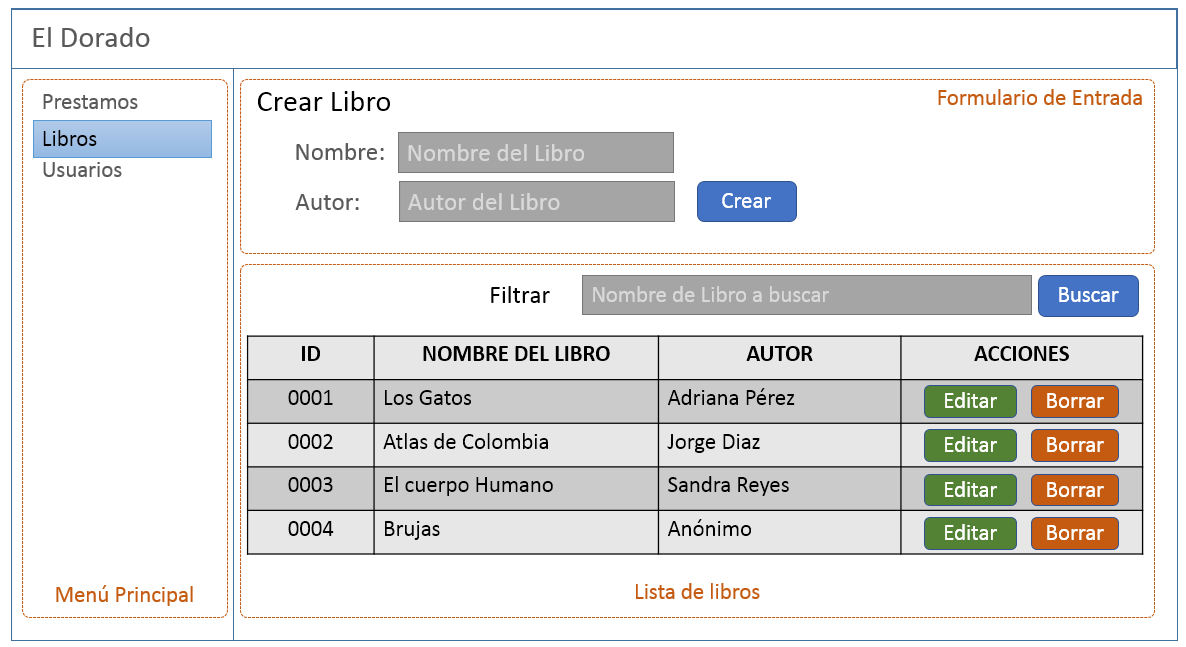 El Dorado
Prestamos
Libros
Usuarios
Menú Principal
Crear Libro
Formulario de Entrada
Nombre: Nombre del Libro
Autor: Autor del Libro Crear
Filtrar Nombre de Libro a buscar Buscar
ID NOMBRE DEL LIBRO AUTOR ACCIONES
0001 Los Gatos Adriana Pérez Editar Borrar
0002 Atlas de Colombia Jorge Diaz Editar Borrar
0003 El cuerpo Humano Sandra Reyes Editar Borrar
0004 Brujas Anónimo Editar Borrar
Lista de libros